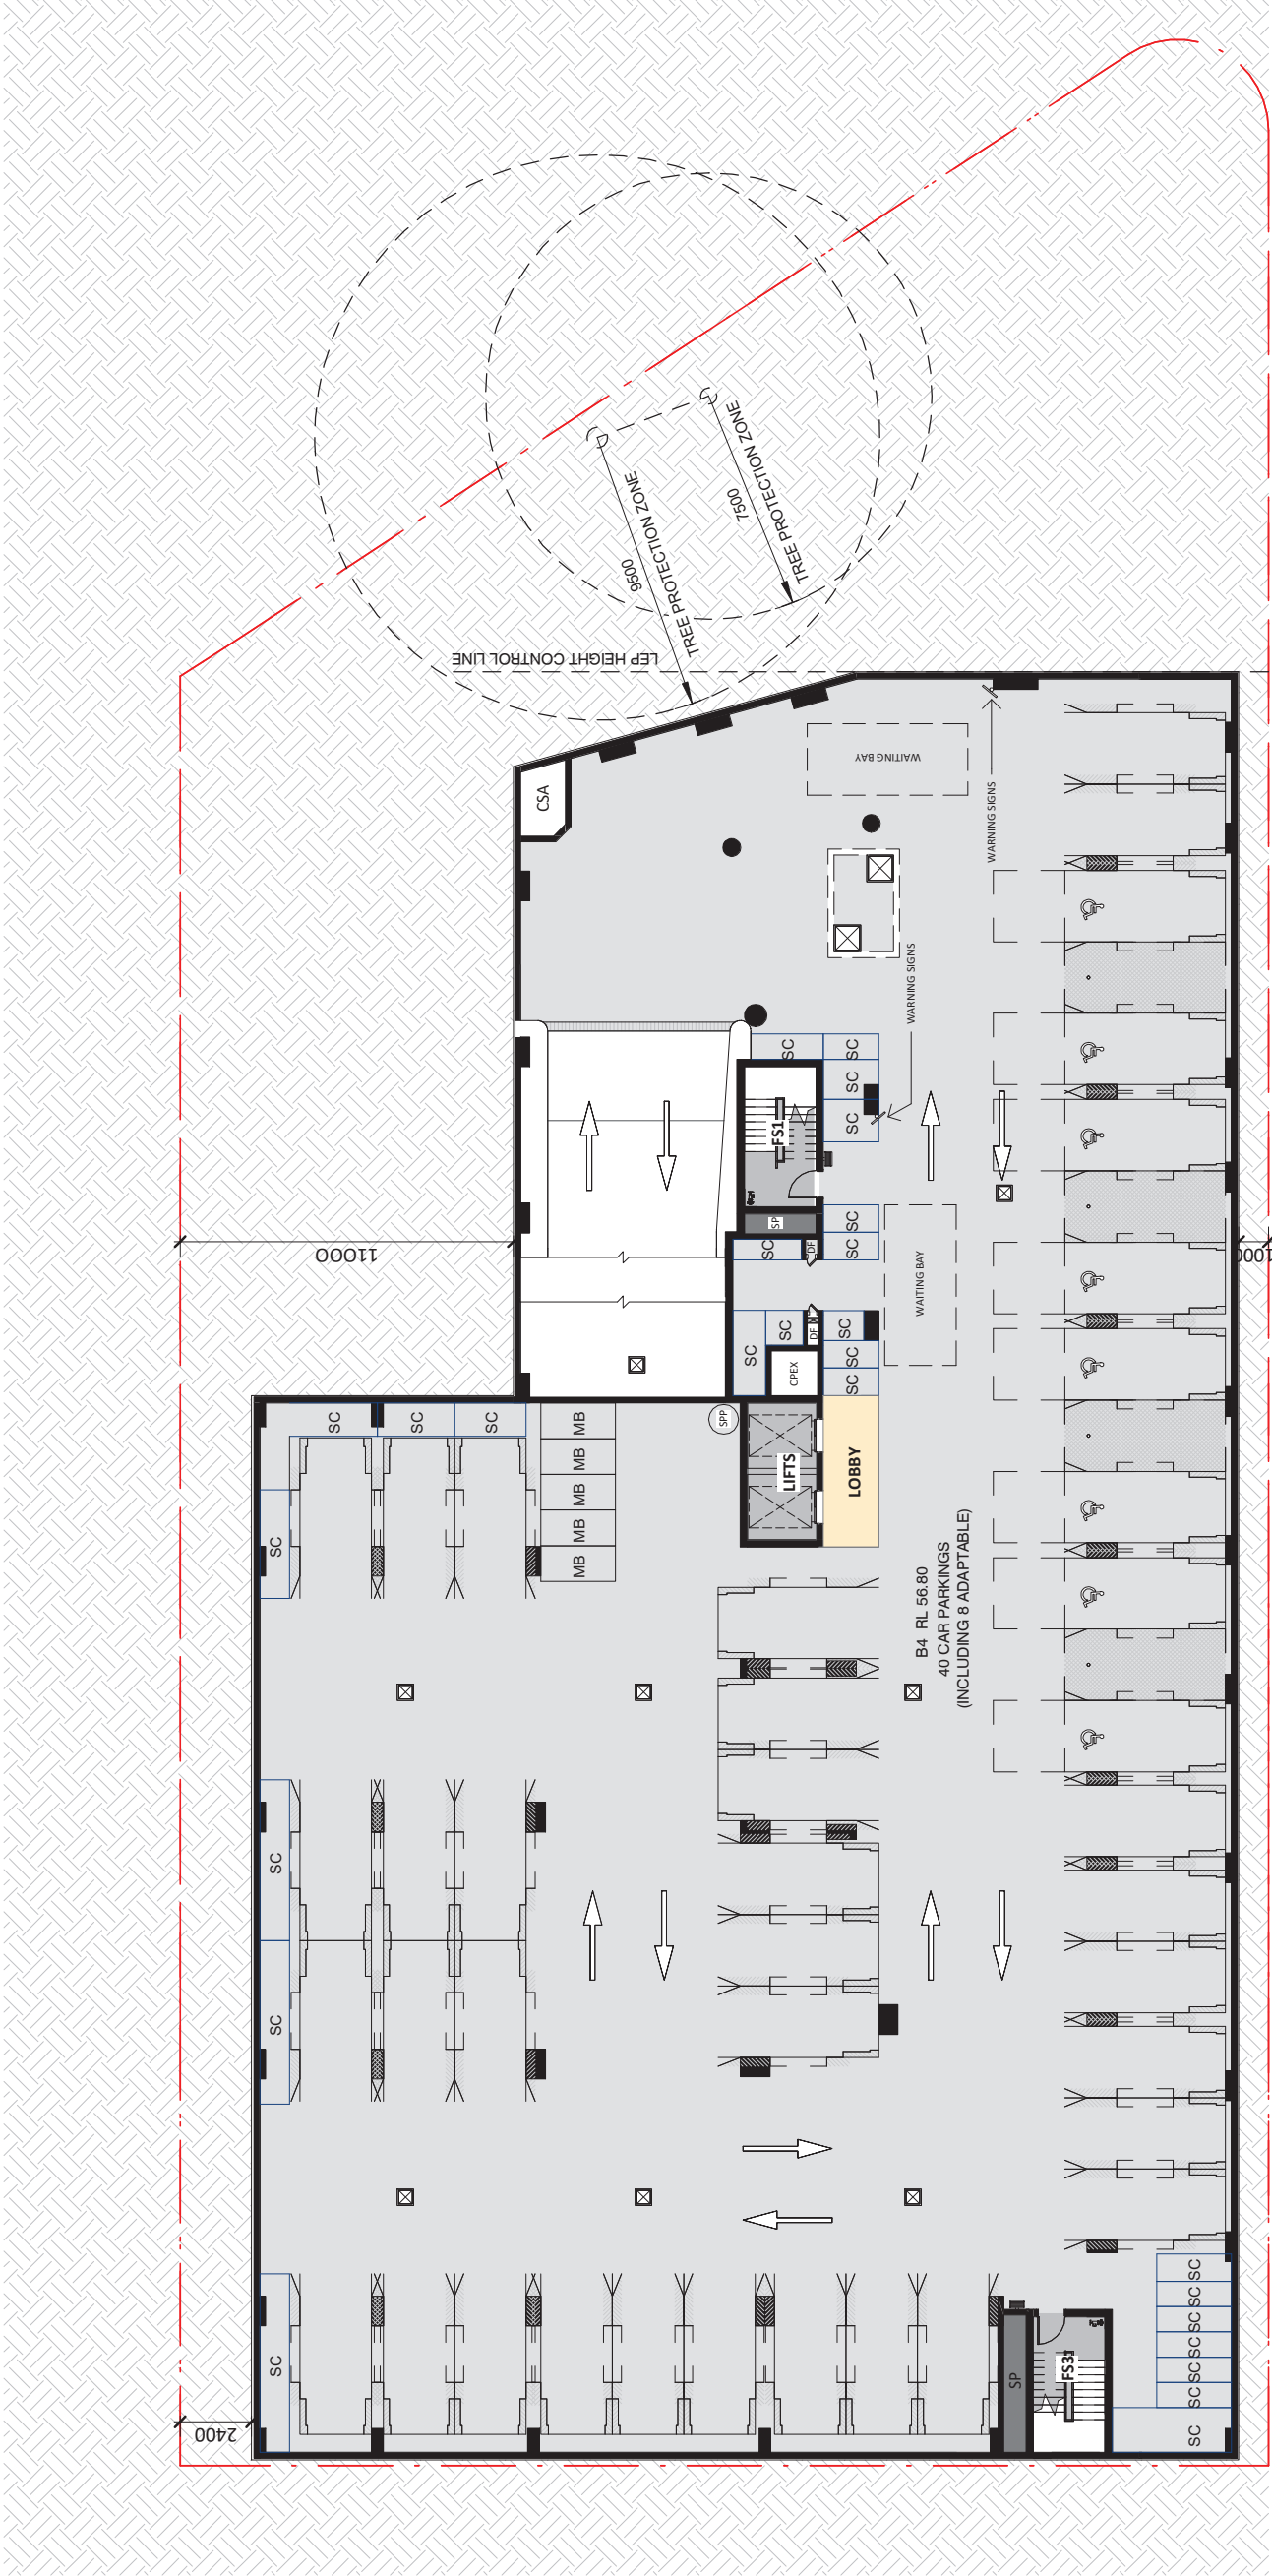 TREE PROTECTION ZONE
7500
TREE PROTECTION ZONE
9500
LEP HEIGHT CONTROL LINE
CSA
WAITING BAY
WARNING SIGNS
WARNING SIGNS
SC
SC
SC
SC
FS1
SP
SC
SC
SC
DF
11000
WAITING BAY
SC
SC
DF
SC
SC
SC
CPEX
SPP
LIFTS
LOBBY
SC
SC
SC
SC
MB
MB
MB
MB
MB
B4 RL 56.80
40 CAR PARKINGS
(INCLUDING 8 ADAPTABLE)
SC
SC
SC
2400
SP
FS3
SC
SC
SC
SC
SC
SC
SC